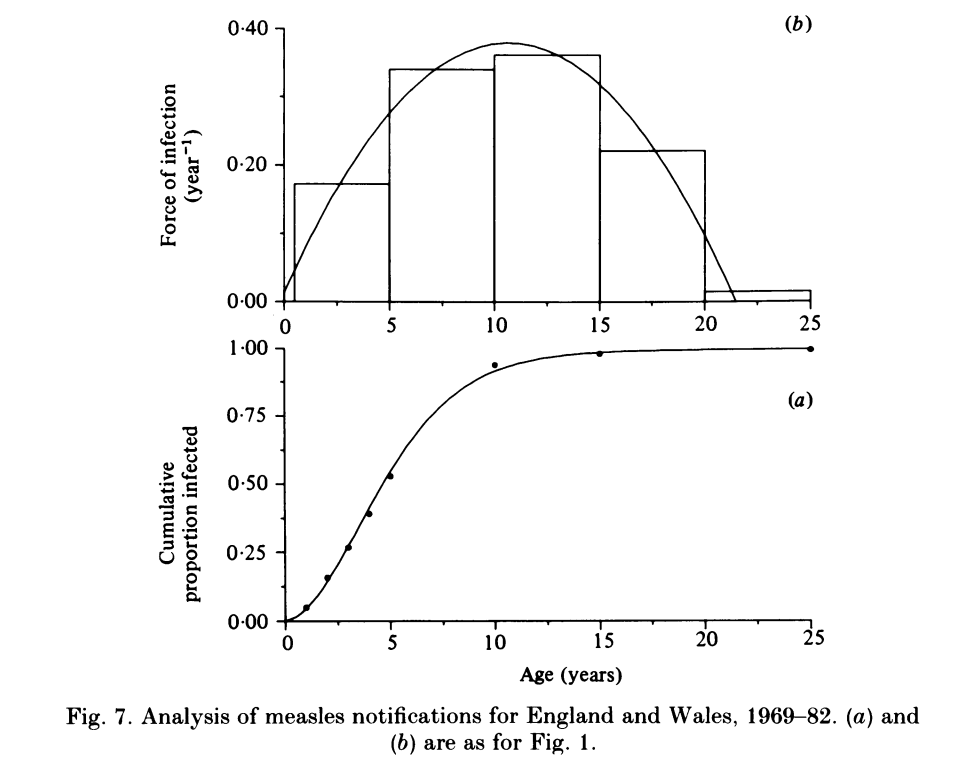 (b)
0·40
0·20
0·00
Force of infection
(year⁻¹)
0 5 10 15 20 25
1·00
0·75
0·50
0·25
0·00
(a)
Cumulative
proportion infected
0 5 10 15 20 25
Age (years)
Fig. 7. Analysis of measles notifications for England and Wales, 1969–82. (a) and
(b) are as for Fig. 1.